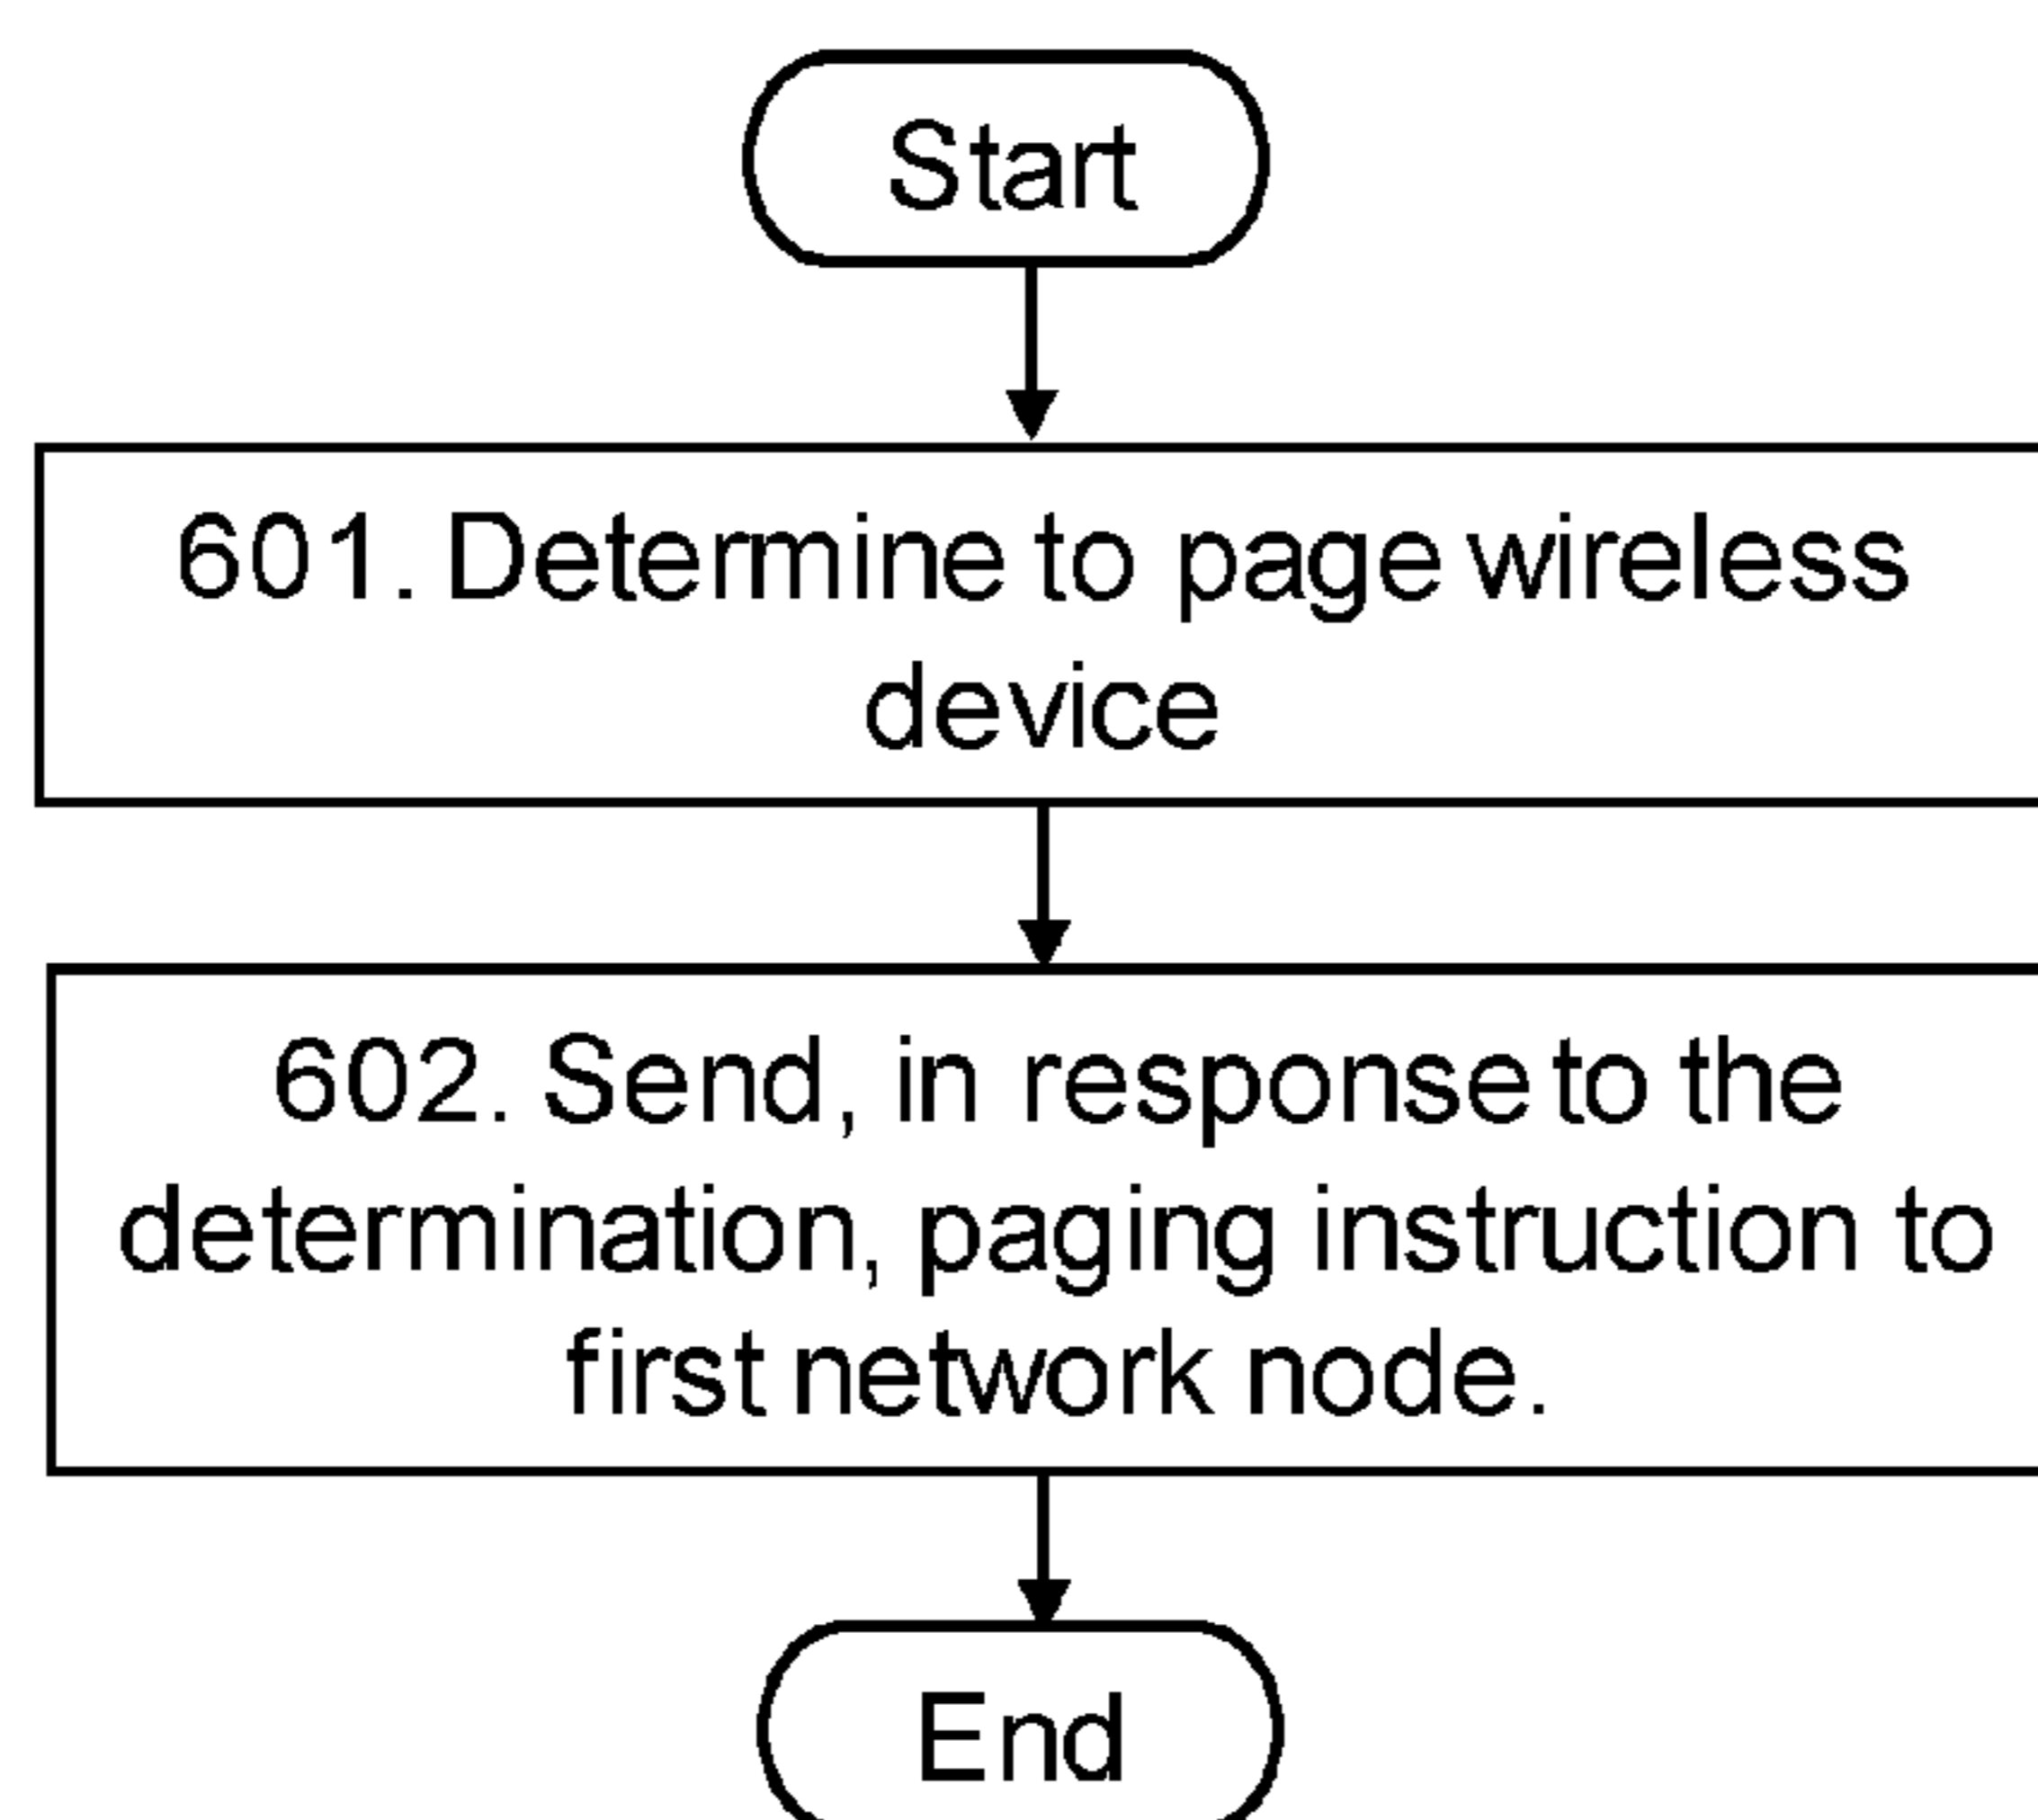 Start
601. Determine to page wireless
device
602. Send, in response to the
determination, paging instruction to
first network node.
End